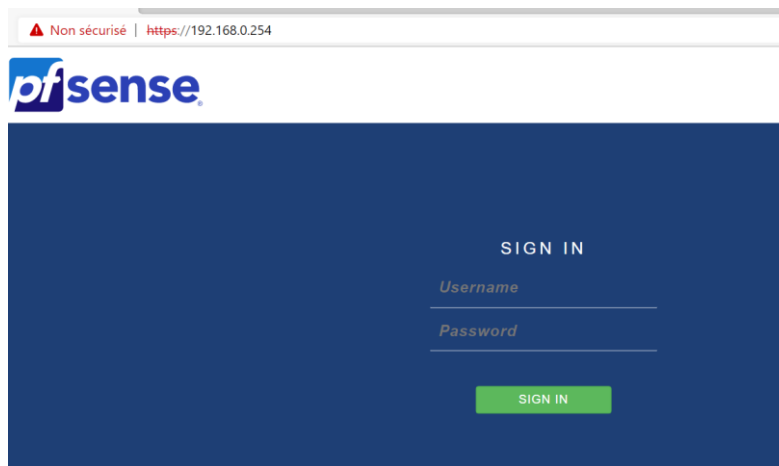 Non sécurisé | https://192.168.0.254
pfsense
SIGN IN
Username
Password
SIGN IN